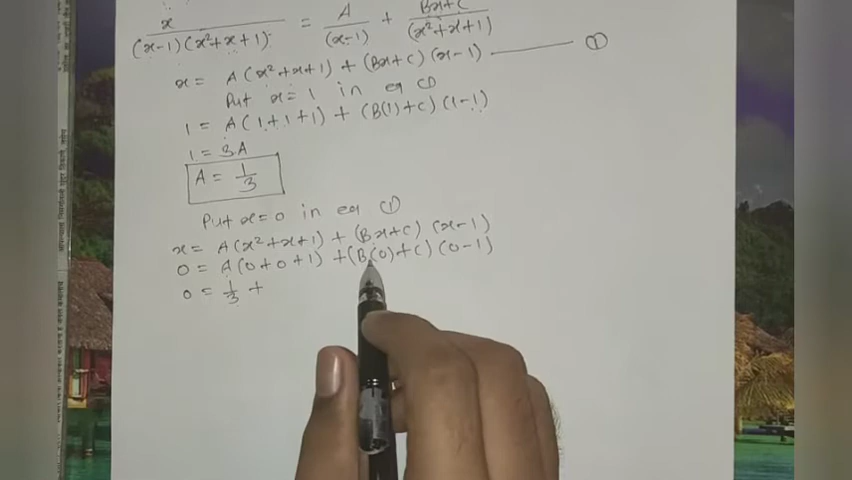 x/((x-1)(x²+x+1)) = A/(x-1) + Bx+C/(x²+x+1)
x = A(x²+x+1) + (Bx+C)(x-1) ——— ①
Put x=1 in eq ①
1 = A(1+1+1) + (B(1)+C)(1-1)
1 = 3A
A = 1/3
Put x=0 in eq ①
x = A(x²+x+1) + (Bx+C)(x-1)
0 = A(0+0+1) + (B(0)+C)(0-1)
0 = 1/3 +